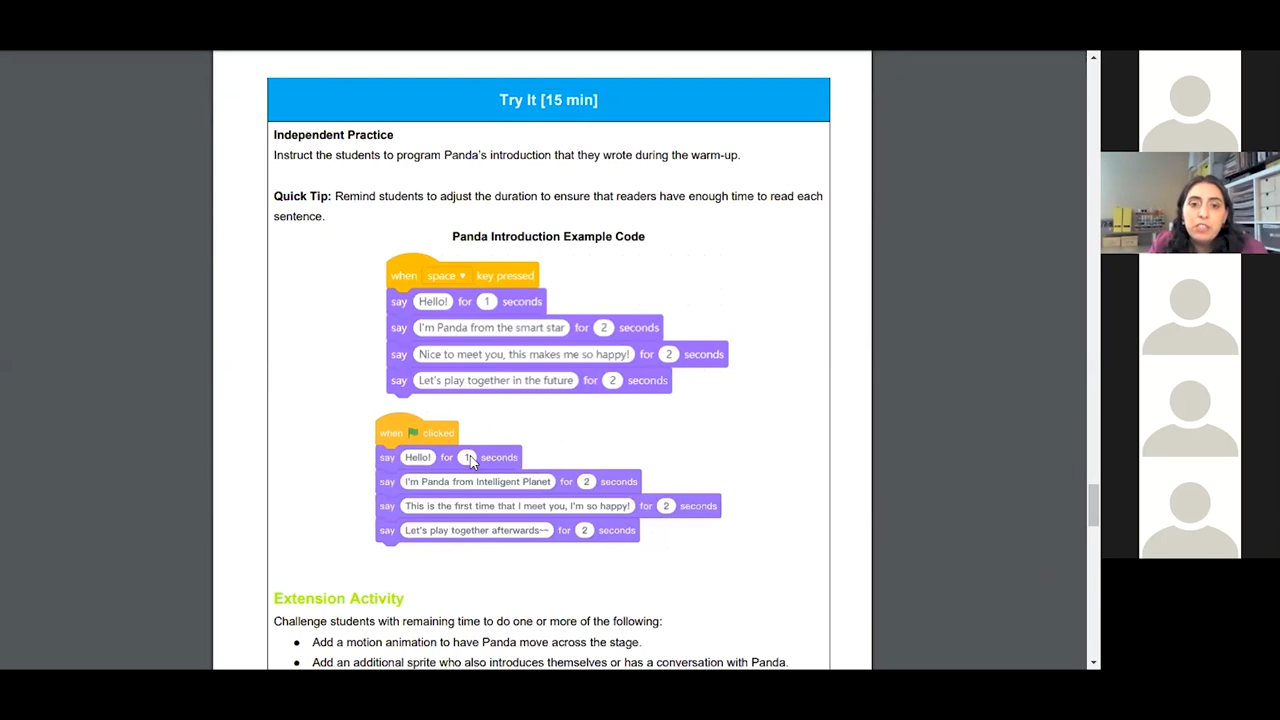 Try It [15 min]
Independent Practice
Instruct the students to program Panda's introduction that they wrote during the warm-up.
Quick Tip: Remind students to adjust the duration to ensure that readers have enough time to read each
sentence.
Panda Introduction Example Code
when space key pressed
say Hello! for 1 seconds
say I'm Panda from the smart star for 2 seconds
say Nice to meet you, this makes me so happy! for 2 seconds
say Let's play together in the future for 2 seconds
when clicked
say Hello! for 1 seconds
say I'm Panda from Intelligent Planet for 2 seconds
say This is the first time that I meet you, I'm so happy! for 2 seconds
say Let's play together afterwards~~ for 2 seconds
Extension Activity
Challenge students with remaining time to do one or more of the following:
● Add a motion animation to have Panda move across the stage.
● Add an additional sprite who also introduces themselves or has a conversation with Panda.